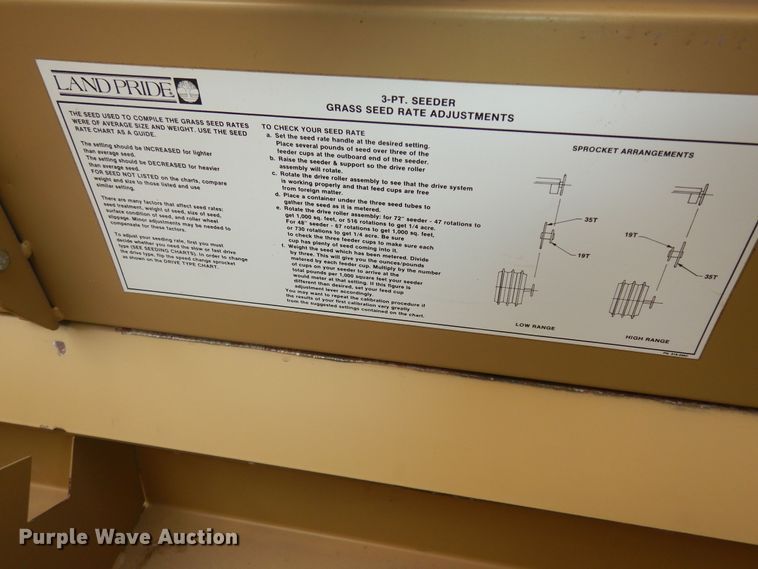 LAND PRIDE
3-PT. SEEDER
GRASS SEED RATE ADJUSTMENTS
THE SEED USED TO COMPILE THE GRASS SEED RATES
WERE OF AVERAGE SIZE AND WEIGHT. USE THE SEED
RATE CHART AS A GUIDE.
The setting should be INCREASED for lighter
than average seed.
The setting should be DECREASED for heavier
than average seed.
FOR SEED NOT LISTED on the charts, compare
weight and size to those listed and use
similar setting.
There are many factors that affect seed rates:
seed treatment, weight of seed, size of seed,
surface condition of seed, and roller wheel
slippage. Minor adjustments may be needed to
compensate for these factors.
To adjust your seeding rate, first you must
decide whether you need the slow or fast drive
type (SEE SEEDING CHARTS). In order to change
the drive type, flip the speed change sprocket
as shown on the DRIVE TYPE CHART.
TO CHECK YOUR SEED RATE
a. Set the seed rate handle at the desired setting.
Place several pounds of seed over three of the
feeder cups at the outboard end of the seeder.
b. Raise the seeder & support so the drive roller
assembly will rotate.
c. Rotate the drive roller assembly to see that the drive system
is working properly and that feed cups are free
from foreign matter.
d. Place a container under the three seed tubes to
gather the seed as it is metered.
e. Rotate the drive roller assembly: for 72" seeder - 47 rotations to
get 1,000 sq. feet, or 516 rotations to get 1/4 acre.
For 48" seeder - 67 rotations to get 1,000 sq. feet,
or 730 rotations to get 1/4 acre. Be sure
to check the three feeder cups to make sure each
cup has plenty of seed coming into it.
f. Weight the seed which has been metered. Divide
by three. This will give you the ounces/pounds
metered by each feeder cup. Multiply by the number
of cups on your seeder to arrive at the
total pounds per 1,000 square feet your seeder
would meter at that setting. If this figure is
different than desired, set your feed cup
adjustment lever accordingly.
You may want to repeat the calibration procedure if
the results of your first calibration vary greatly
from the suggested settings contained on the chart.
SPROCKET ARRANGEMENTS
35T
19T
LOW RANGE
19T
35T
HIGH RANGE
Purple Wave Auction